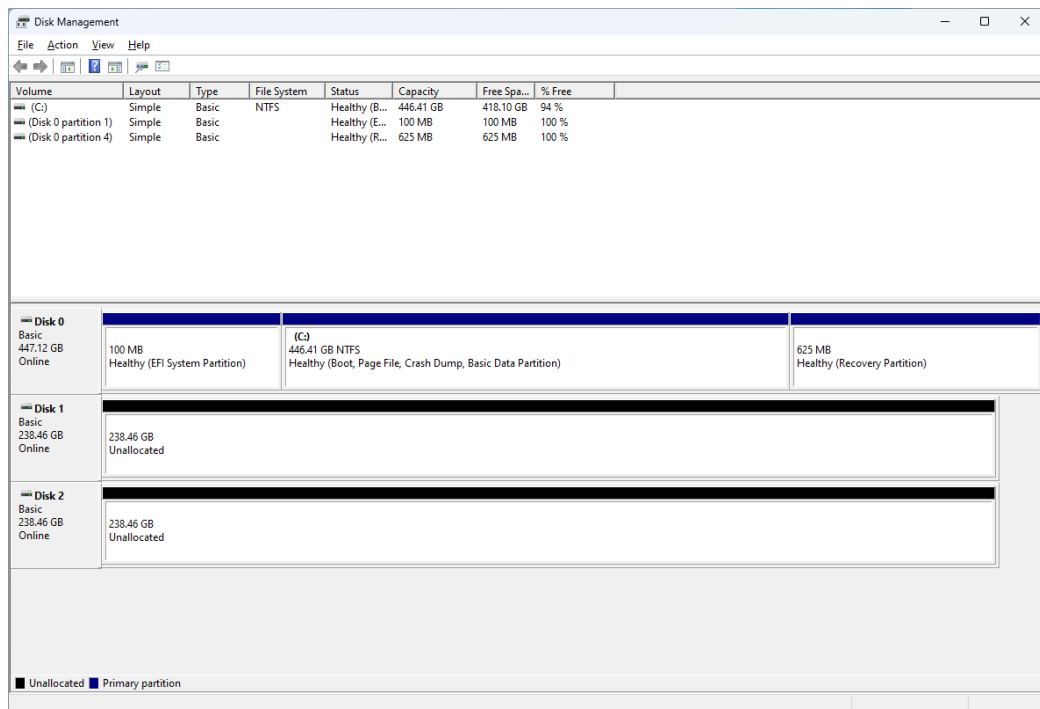 Disk Management
File Action View Help
Volume Layout Type File System Status Capacity Free Spa... % Free
(C:) Simple Basic NTFS Healthy (B... 446.41 GB 418.10 GB 94 %
(Disk 0 partition 1) Simple Basic Healthy (E... 100 MB 100 MB 100 %
(Disk 0 partition 4) Simple Basic Healthy (R... 625 MB 625 MB 100 %
Disk 0
Basic
447.12 GB
Online
100 MB
Healthy (EFI System Partition)
(C:)
446.41 GB NTFS
Healthy (Boot, Page File, Crash Dump, Basic Data Partition)
625 MB
Healthy (Recovery Partition)
Disk 1
Basic
238.46 GB
Online
238.46 GB
Unallocated
Disk 2
Basic
238.46 GB
Online
238.46 GB
Unallocated
Unallocated Primary partition